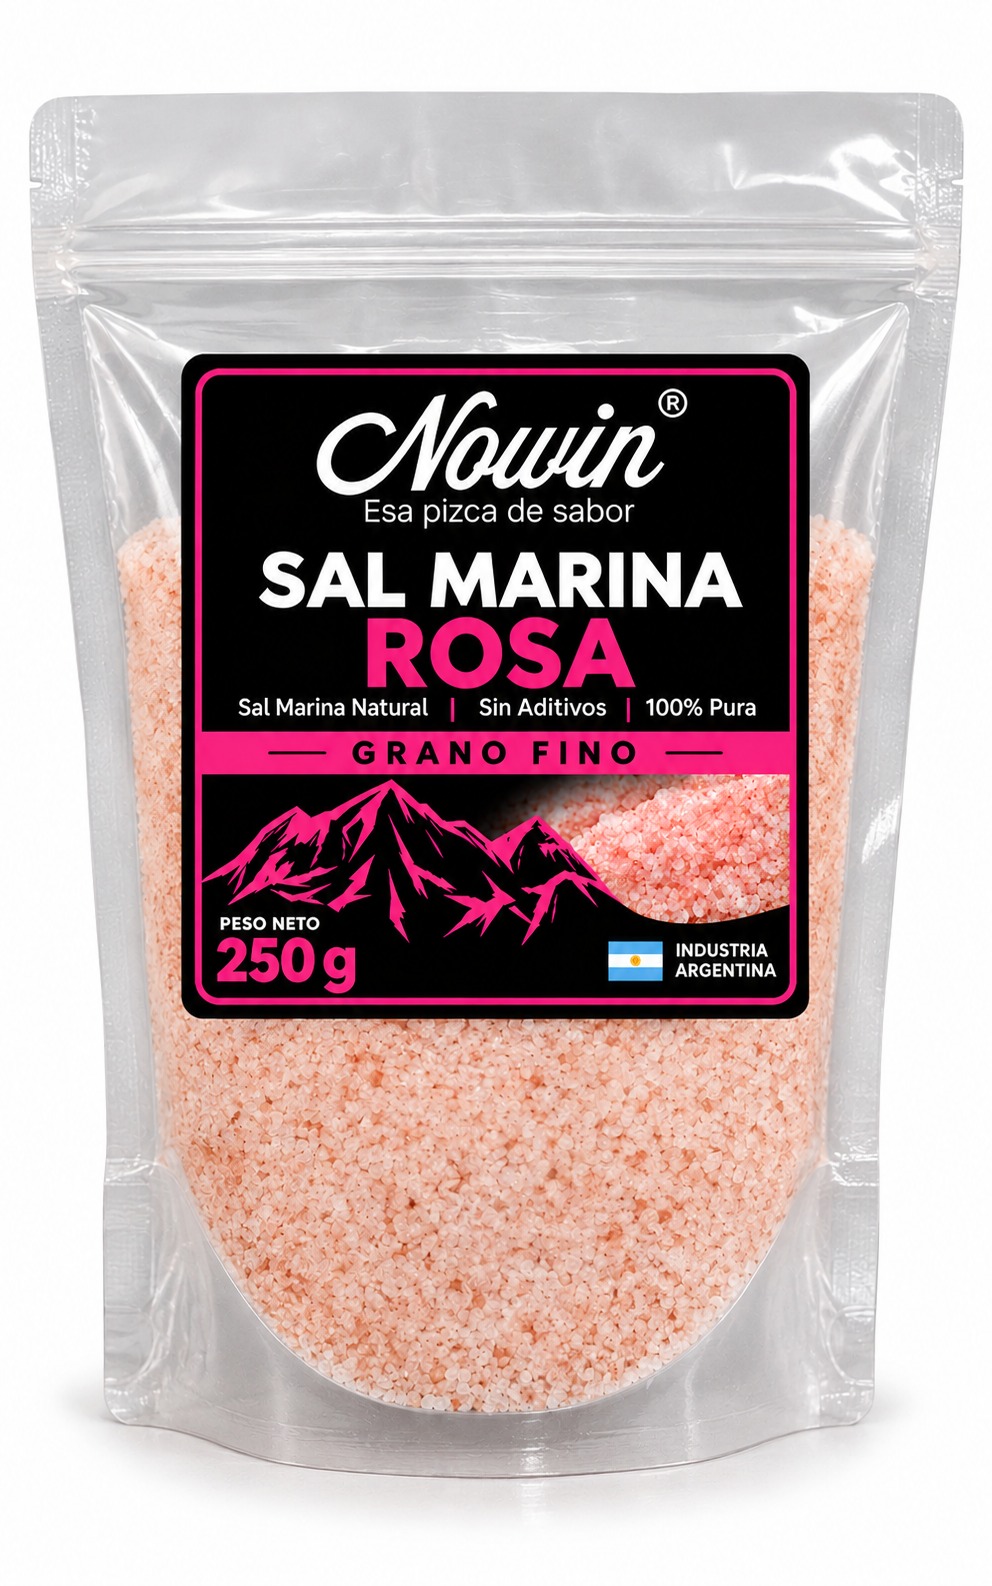 Nowin®
Esa pizca de sabor
SAL MARINA
ROSA
Sal Marina Natural | Sin Aditivos | 100% Pura
GRANO FINO
PESO NETO
250 g
INDUSTRIA
ARGENTINA